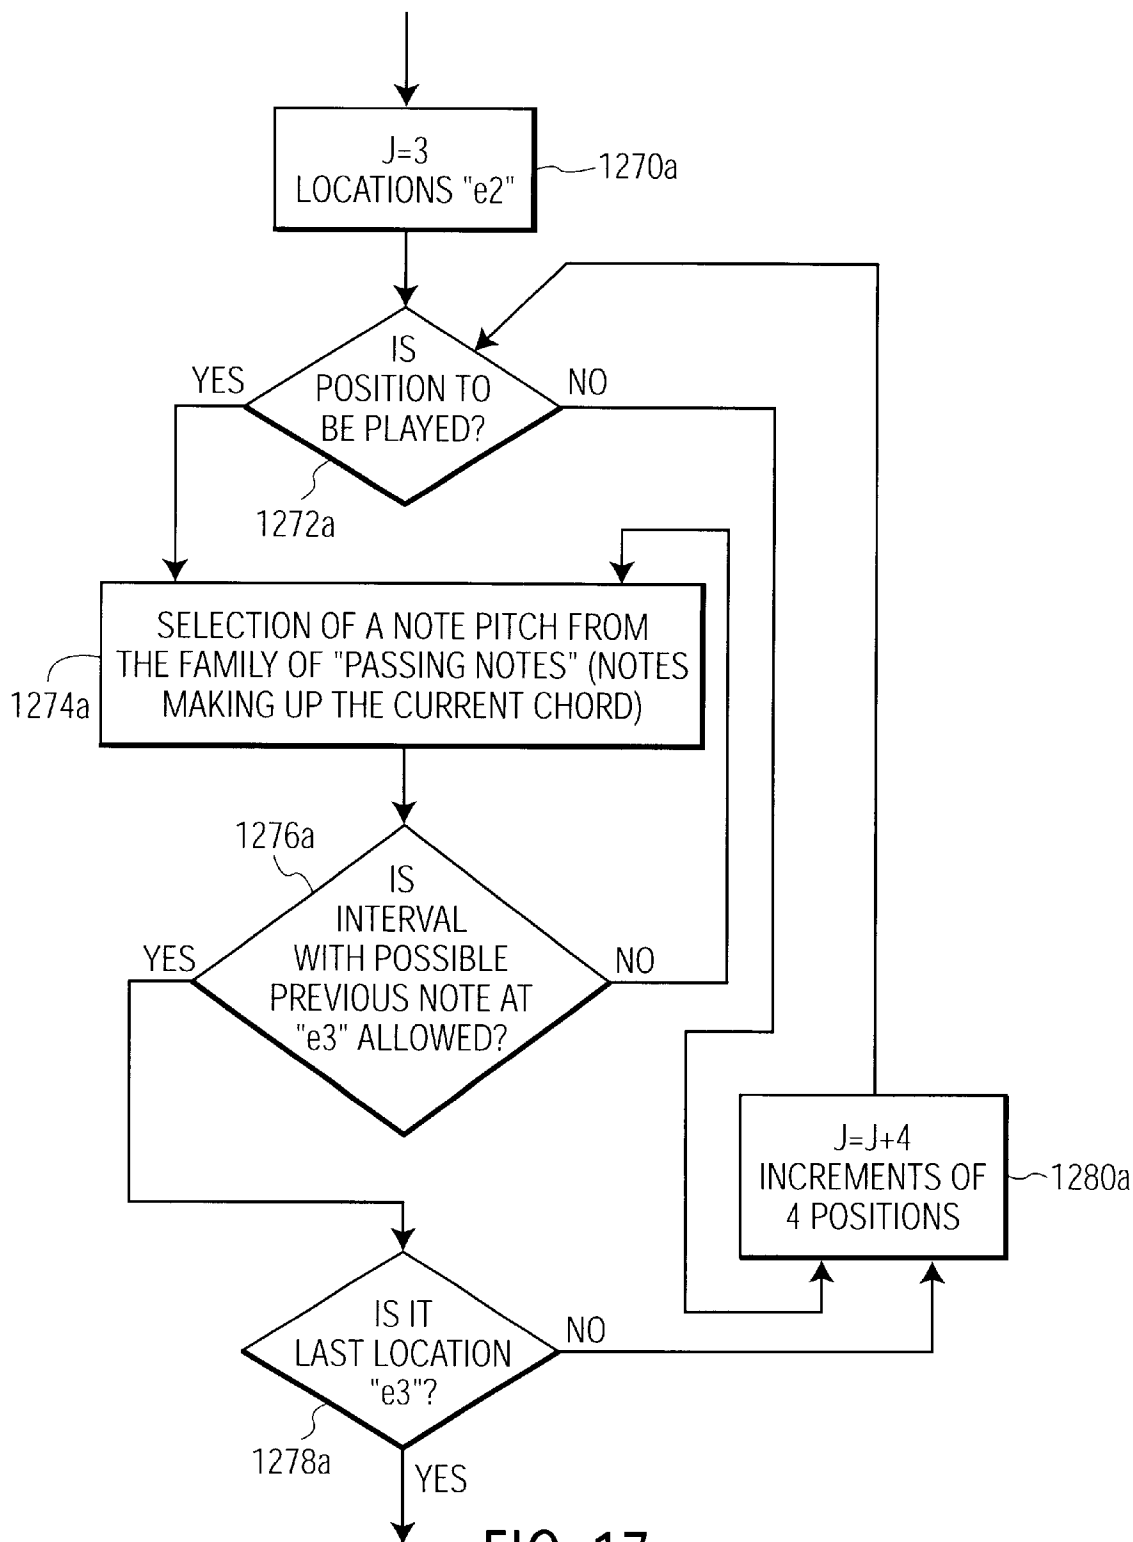 J=3
LOCATIONS "e2"
1270a
IS
POSITION TO
BE PLAYED?
YES
NO
1272a
SELECTION OF A NOTE PITCH FROM
THE FAMILY OF "PASSING NOTES" (NOTES
MAKING UP THE CURRENT CHORD)
1274a
1276a
IS
INTERVAL
WITH POSSIBLE
PREVIOUS NOTE AT
"e3" ALLOWED?
YES
NO
J=J+4
INCREMENTS OF
4 POSITIONS
1280a
IS IT
LAST LOCATION
"e3"?
NO
1278a
YES
FIG. 17